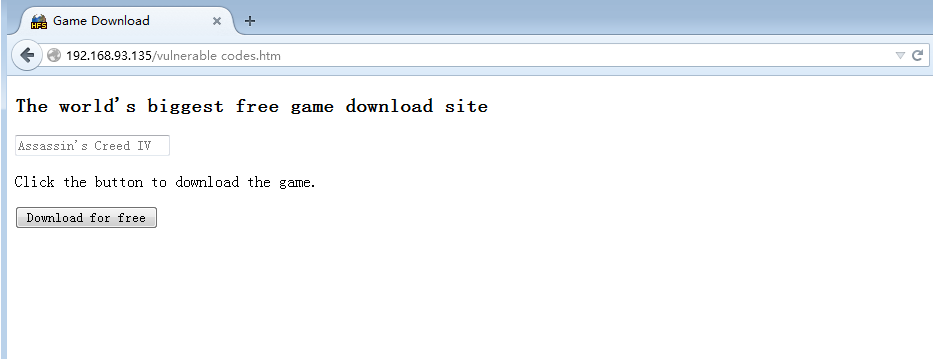 HFS Game Download
192.168.93.135/vulnerable codes.htm
The world's biggest free game download site
Assassin's Creed IV
Click the button to download the game.
Download for free